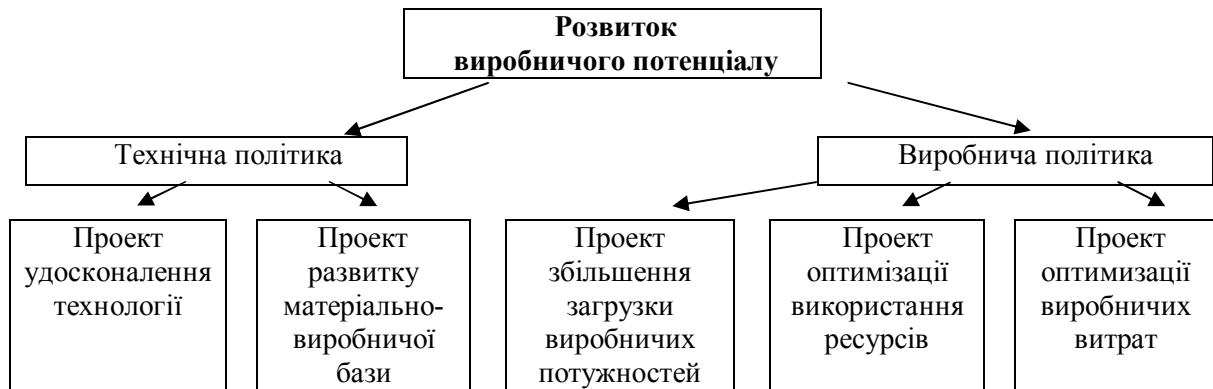 Розвиток
виробничого потенціалу
Технічна політика
Виробнича політика
Проект
удосконалення
технології
Проект
развитку
матеріально-
виробничої
бази
Проект
збільшення
загрузки
виробничих
потужностей
Проект
оптимізації
використання
ресурсів
Проект
оптимизації
виробничих
витрат